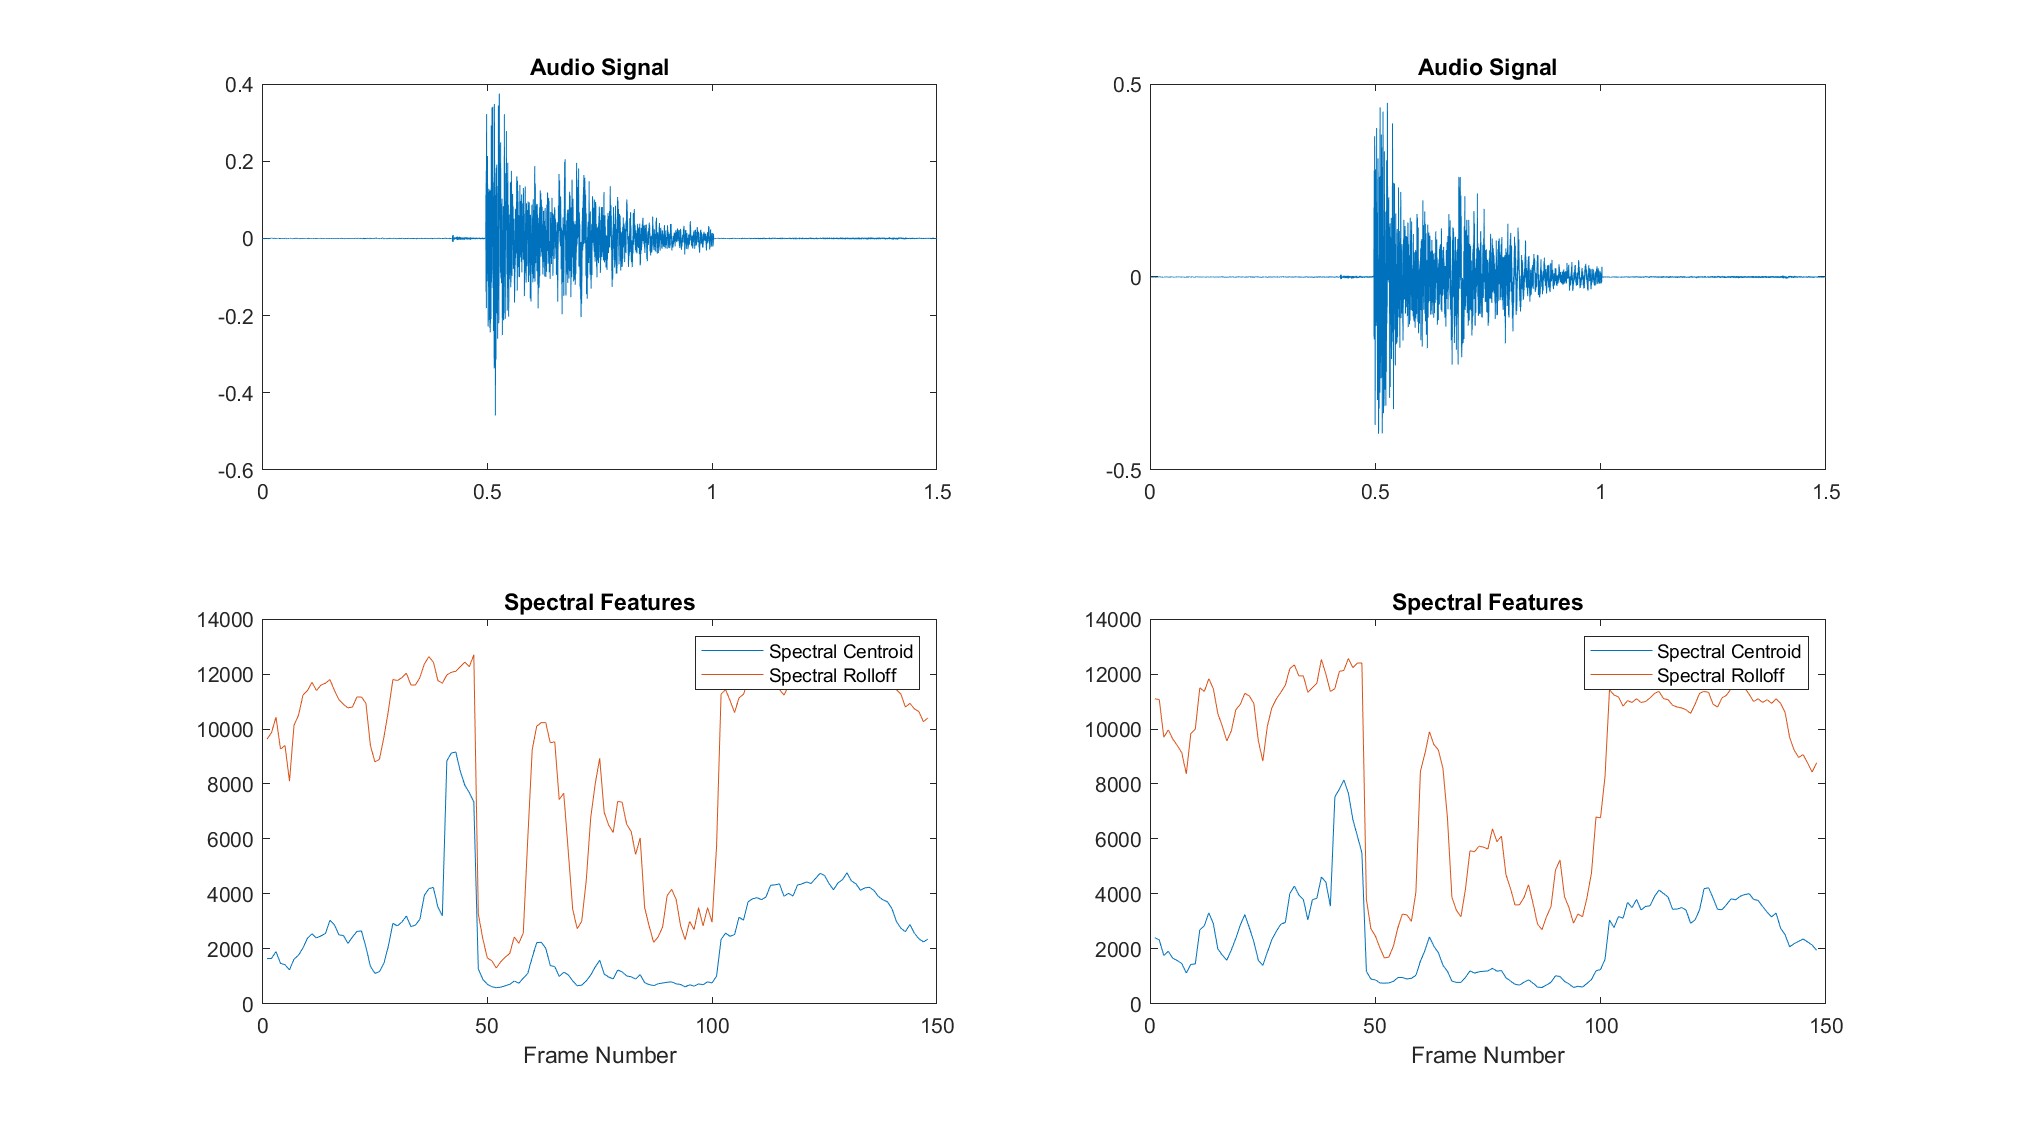 Audio Signal
0.4
0.2
0
-0.2
-0.4
-0.6
0 0.5 1 1.5
Audio Signal
0.5
0
-0.5
0 0.5 1 1.5
Spectral Features
14000
12000
10000
8000
6000
4000
2000
0
Spectral Centroid
Spectral Rolloff
0 50 100 150
Frame Number
Spectral Features
14000
12000
10000
8000
6000
4000
2000
0
Spectral Centroid
Spectral Rolloff
0 50 100 150
Frame Number